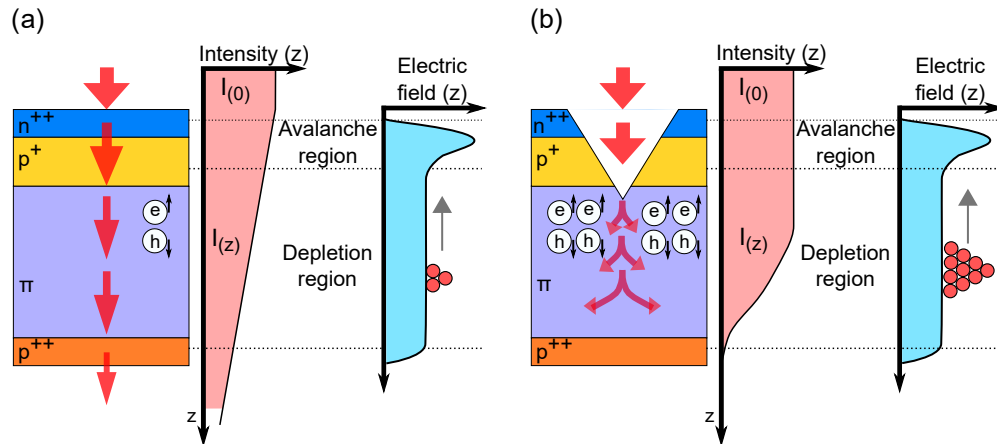 (a)
Intensity (z)
I(0)
Electric
field (z)
n++
p+
Avalanche
region
e
h
I(z)
Depletion
region
π
p++
z
(b)
Intensity (z)
I(0)
Electric
field (z)
n++
p+
Avalanche
region
e e e e
h h h h
I(z)
Depletion
region
π
p++
z